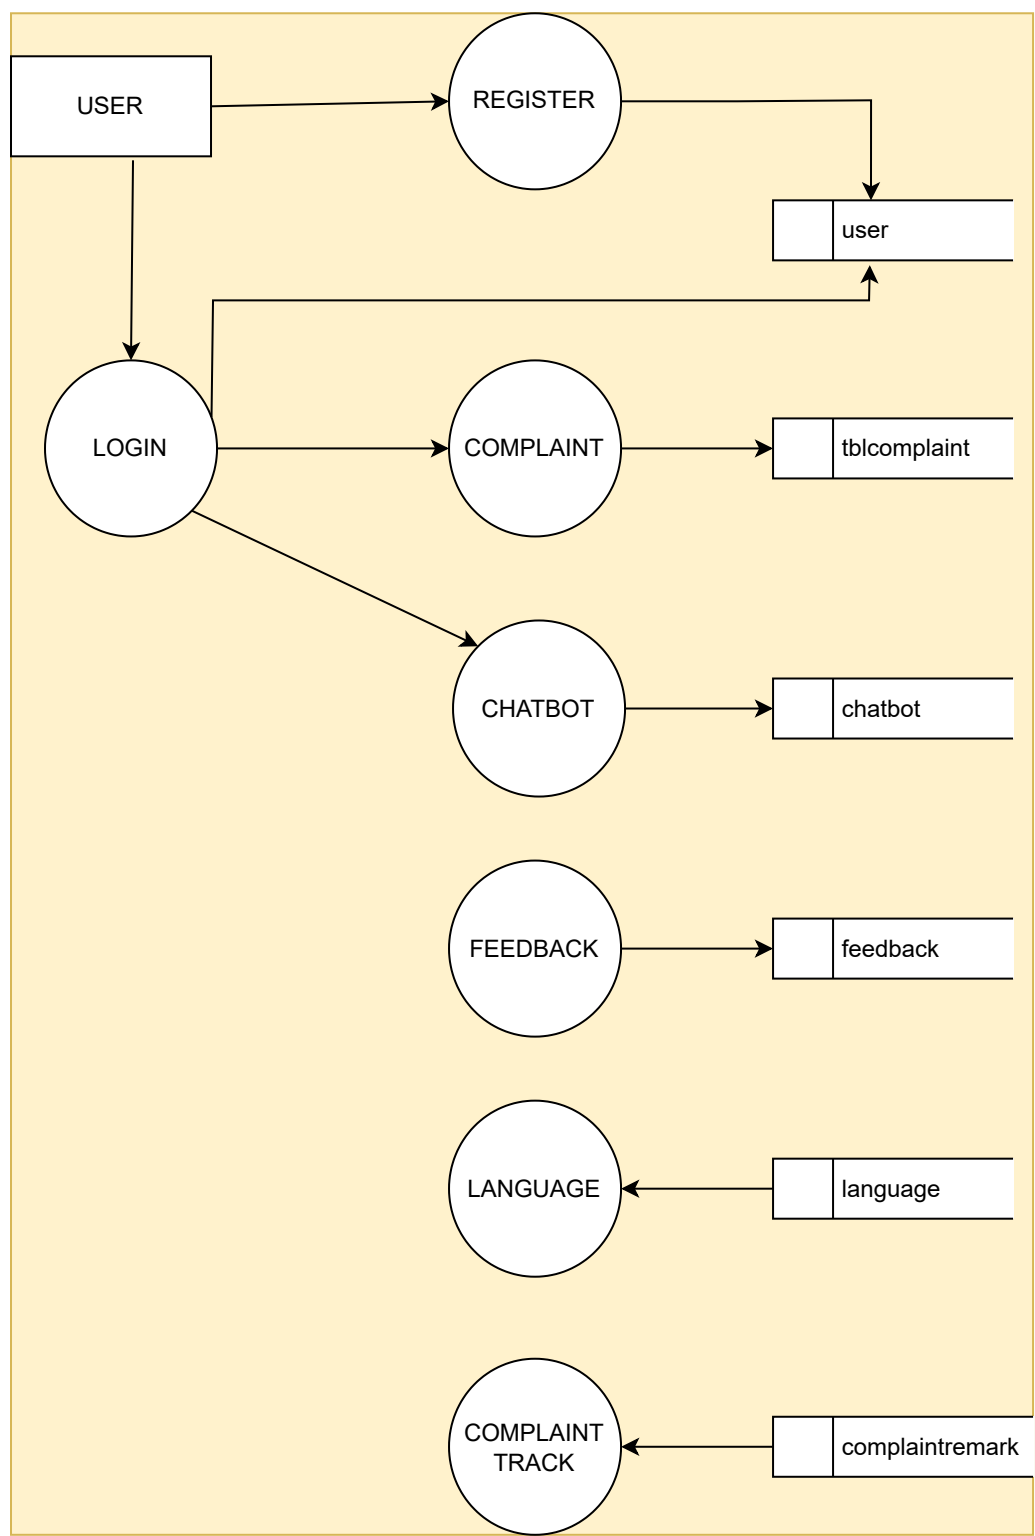 USER
REGISTER
user
LOGIN
COMPLAINT
tblcomplaint
CHATBOT
chatbot
FEEDBACK
feedback
LANGUAGE
language
COMPLAINT
TRACK
complaintremark